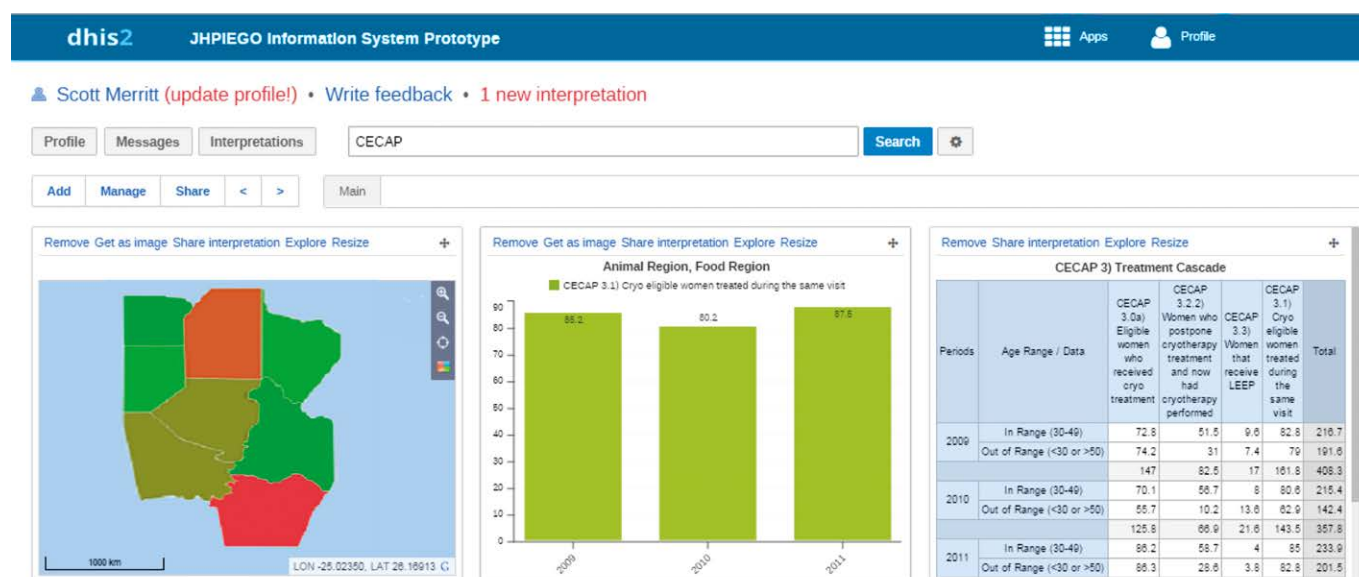 dhis2 JHPIEGO Information System Prototype Apps Profile
Scott Merritt (update profile!) • Write feedback • 1 new interpretation
Profile Messages Interpretations CECAP Search
Add Manage Share < > Main
Remove Get as image Share interpretation Explore Resize
1000 km
LON -25.02350, LAT 26.16913 G
Remove Get as image Share interpretation Explore Resize
Animal Region, Food Region
CECAP 3.1) Cryo eligible women treated during the same visit
90
80
70
60
50
40
30
20
10
0
80.2
2009 2010 2011
Remove Share interpretation Explore Resize
CECAP 3) Treatment Cascade
Periods
Age Range / Data
CECAP
3.0a)
Eligible
women
who
received
cryo
treatment
CECAP
3.2.2)
Women who
postpone
cryotherapy
treatment
and now
had
cryotherapy
performed
CECAP
3.3)
Women
that
receive
LEEP
CECAP
3.1)
Cryo
eligible
women
treated
during
the
same
visit
Total
2009
In Range (30-49) 72.8 51.5 9.6 82.8 216.7
Out of Range (<30 or >50) 74.2 31 7.4 79 191.6
147 82.5 17 161.8 408.3
2010
In Range (30-49) 70.1 56.7 8 80.6 215.4
Out of Range (<30 or >50) 55.7 10.2 13.6 62.9 142.4
125.8 66.9 21.6 143.5 357.8
2011
In Range (30-49) 86.2 58.7 4 85 233.9
Out of Range (<30 or >50) 86.3 28.6 3.8 82.8 201.5